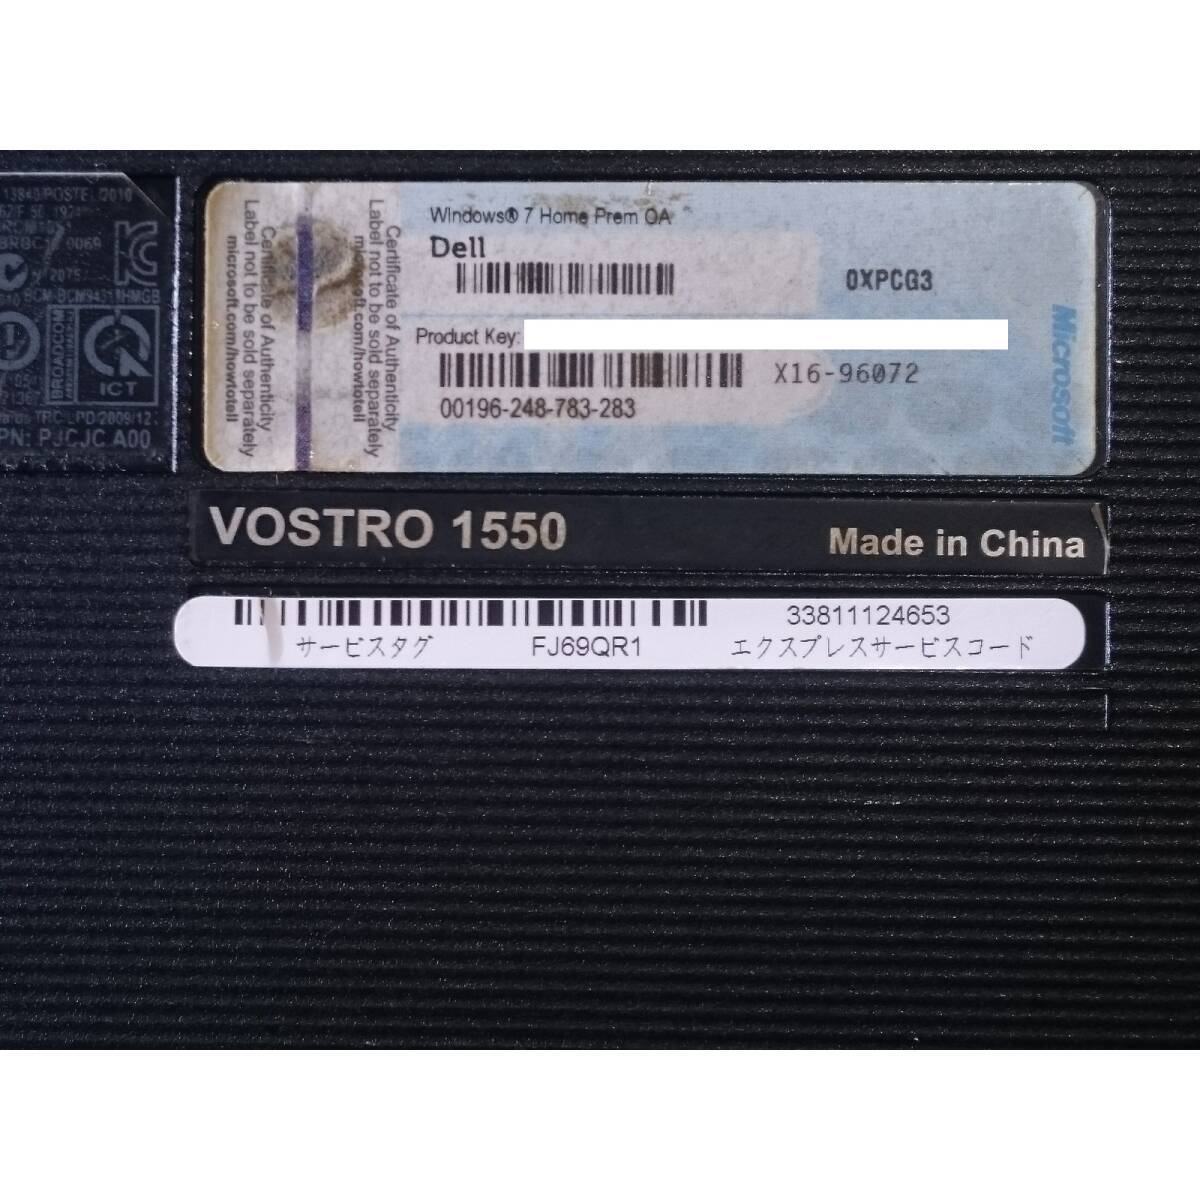 Windows® 7 Home Prem OA
Dell
0XPCG3
Product Key:
X16-96072
00196-248-783-283
Microsoft
Certificate of Authenticity
Label not to be sold separately
microsoft.com/howtotell
Certificate of Authenticity
Label not to be sold separately
microsoft.com/howtotell
BROADCOM
ICT
PN: PJCJC A00
VOSTRO 1550
Made in China
33811124653
サービスタグ FJ69QR1 エクスプレスサービスコード